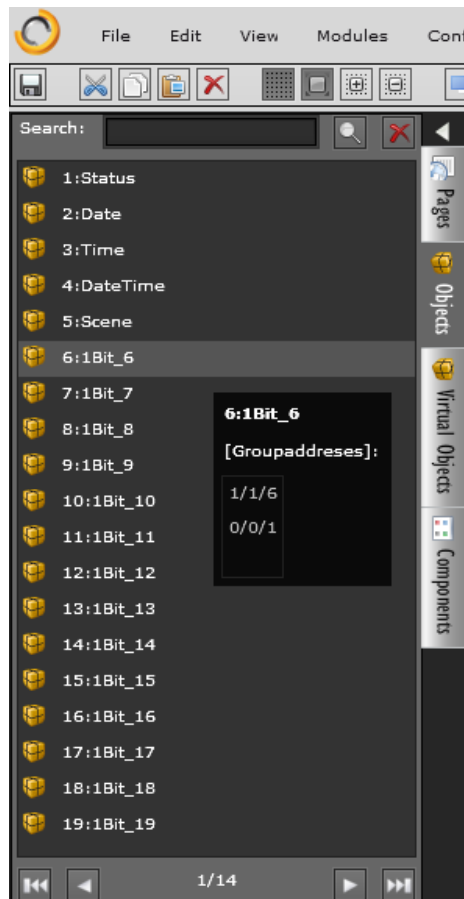 File Edit View Modules
Search:
1:Status
2:Date
3:Time
4:DateTime
5:Scene
6:1Bit_6
7:1Bit_7
8:1Bit_8
9:1Bit_9
10:1Bit_10
11:1Bit_11
12:1Bit_12
13:1Bit_13
14:1Bit_14
15:1Bit_15
16:1Bit_16
17:1Bit_17
18:1Bit_18
19:1Bit_19
6:1Bit_6
[Groupaddreses]:
1/1/6
0/0/1
1/14
Pages
Objects
Virtual Objects
Components